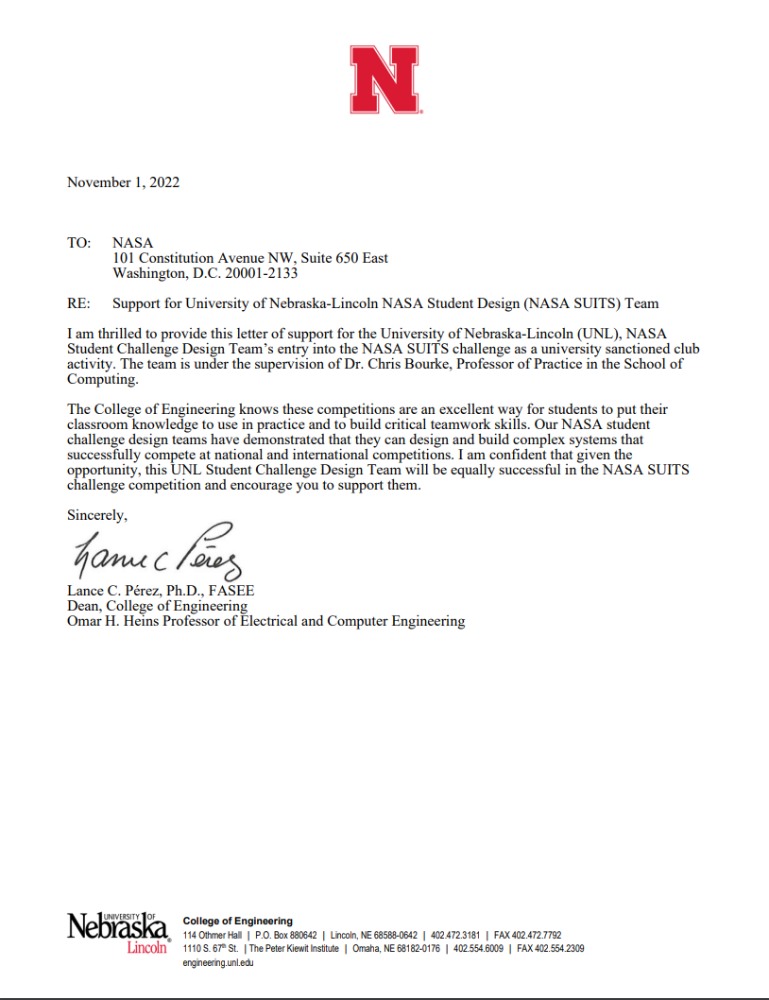 N
November 1, 2022
TO: NASA
101 Constitution Avenue NW, Suite 650 East
Washington, D.C. 20001-2133
RE: Support for University of Nebraska-Lincoln NASA Student Design (NASA SUITS) Team
I am thrilled to provide this letter of support for the University of Nebraska-Lincoln (UNL), NASA
Student Challenge Design Team’s entry into the NASA SUITS challenge as a university sanctioned club
activity. The team is under the supervision of Dr. Chris Bourke, Professor of Practice in the School of
Computing.
The College of Engineering knows these competitions are an excellent way for students to put their
classroom knowledge to use in practice and to build critical teamwork skills. Our NASA student
challenge design teams have demonstrated that they can design and build complex systems that
successfully compete at national and international competitions. I am confident that given the
opportunity, this UNL Student Challenge Design Team will be equally successful in the NASA SUITS
challenge competition and encourage you to support them.
Sincerely,
Lance C Pérez
Lance C. Pérez, Ph.D., FASEE
Dean, College of Engineering
Omar H. Heins Professor of Electrical and Computer Engineering
UNIVERSITY OF
Nebraska
Lincoln®
College of Engineering
114 Othmer Hall | P.O. Box 880642 | Lincoln, NE 68588-0642 | 402.472.3181 | FAX 402.472.7792
1110 S. 67th St. | The Peter Kiewit Institute | Omaha, NE 68182-0176 | 402.554.6009 | FAX 402.554.2309
engineering.unl.edu